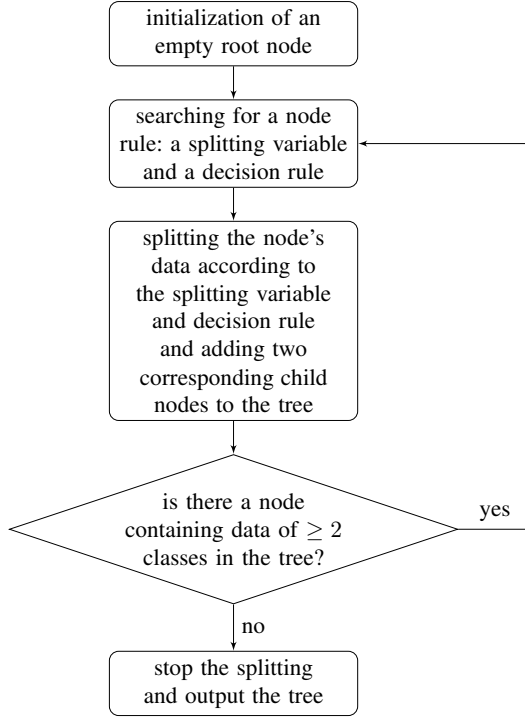 initialization of an
empty root node
searching for a node
rule: a splitting variable
and a decision rule
splitting the node's
data according to
the splitting variable
and decision rule
and adding two
corresponding child
nodes to the tree
is there a node
containing data of ≥ 2
classes in the tree?
yes
no
stop the splitting
and output the tree